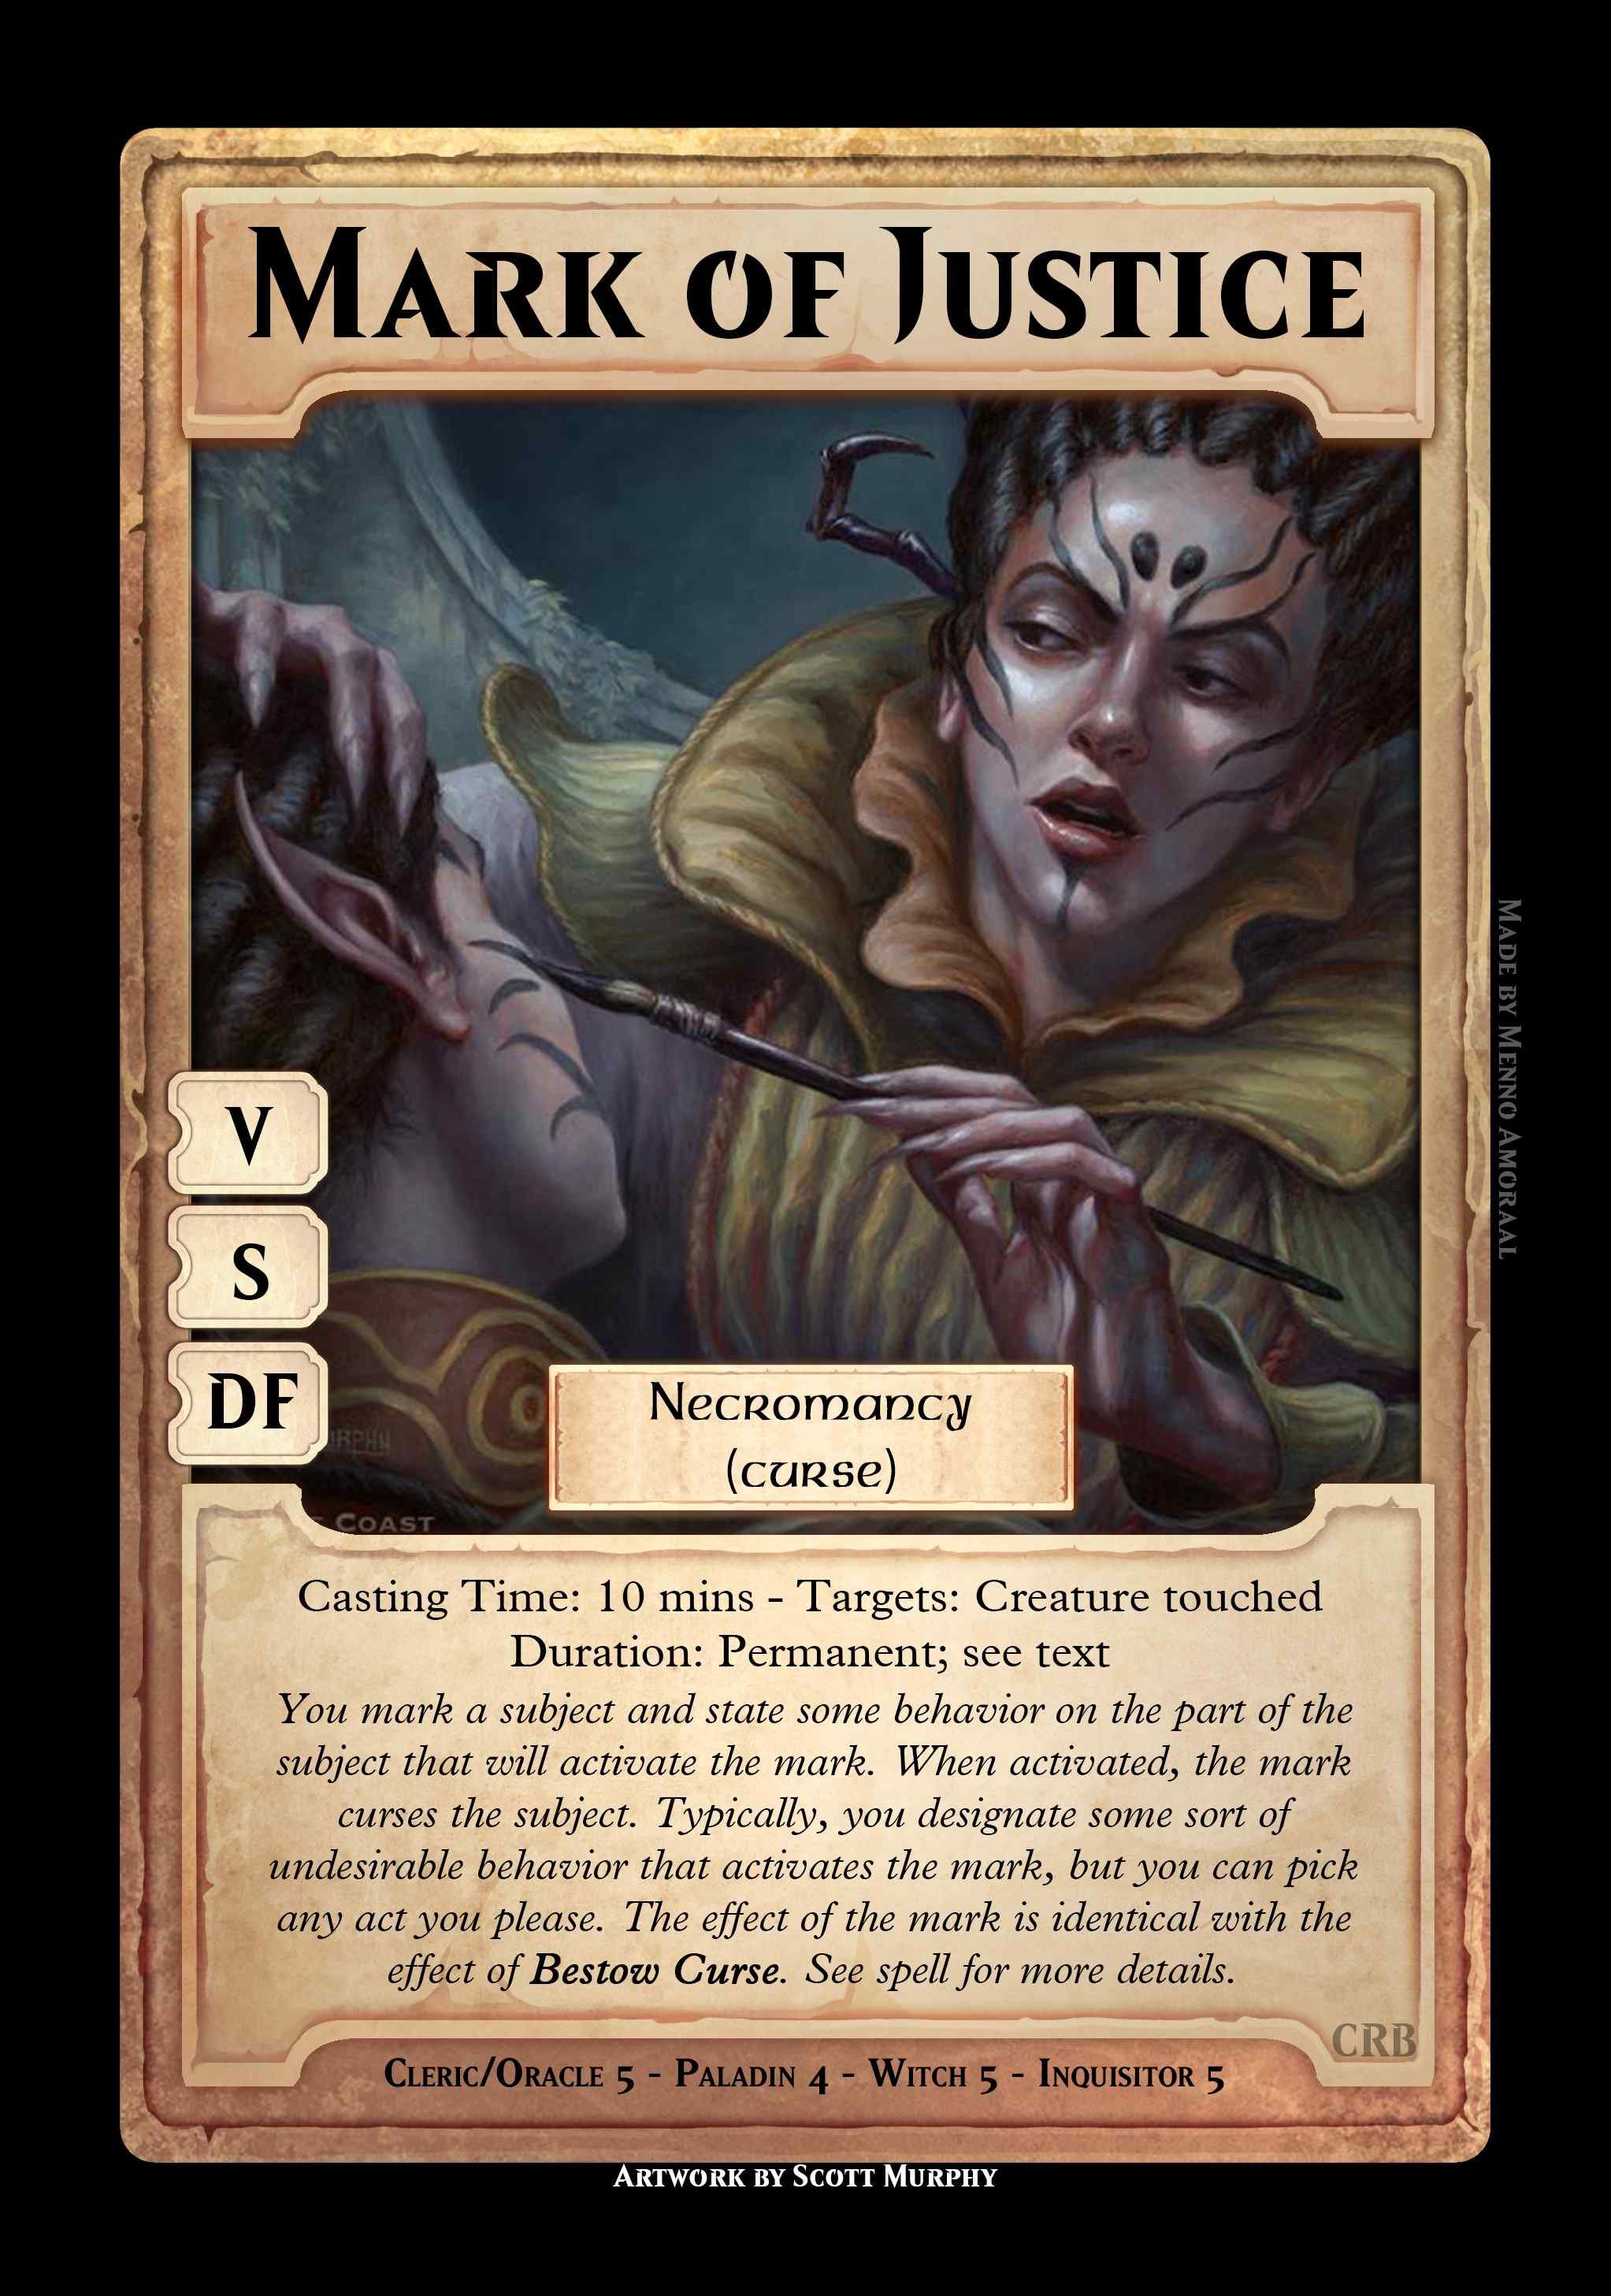 Mark of Justice
V
S
DF
Necromancy
(curse)
Coast
Casting Time: 10 mins - Targets: Creature touched
Duration: Permanent; see text
You mark a subject and state some behavior on the part of the
subject that will activate the mark. When activated, the mark
curses the subject. Typically, you designate some sort of
undesirable behavior that activates the mark, but you can pick
any act you please. The effect of the mark is identical with the
effect of Bestow Curse. See spell for more details.
CRB
Cleric/Oracle 5 - Paladin 4 - Witch 5 - Inquisitor 5
Artwork by Scott Murphy
Made by Menno Amoraal